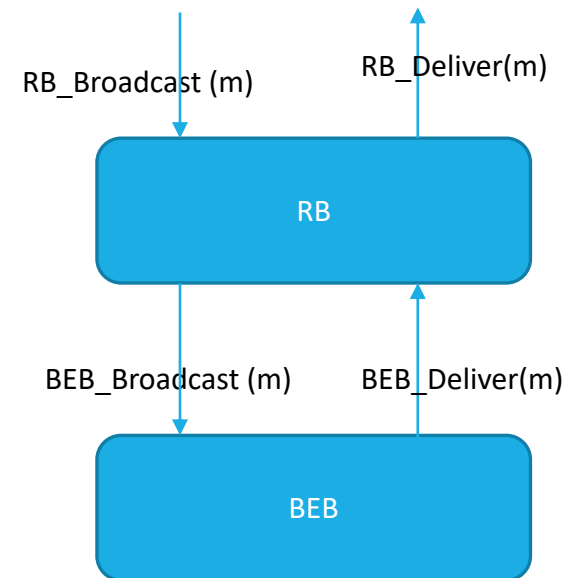 RB_Broadcast (m)
RB_Deliver(m)
RB
BEB_Broadcast (m)
BEB_Deliver(m)
BEB